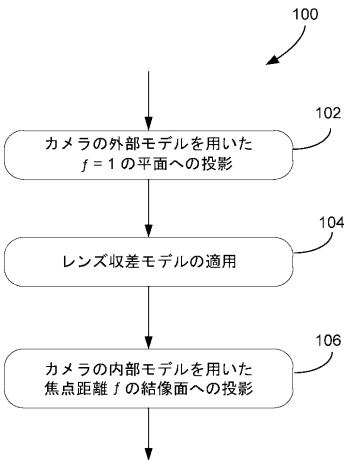 100
カメラの外部モデルを用いた
f = 1 の平面への投影
102
レンズ収差モデルの適用
104
カメラの内部モデルを用いた
焦点距離 f の結像面への投影
106